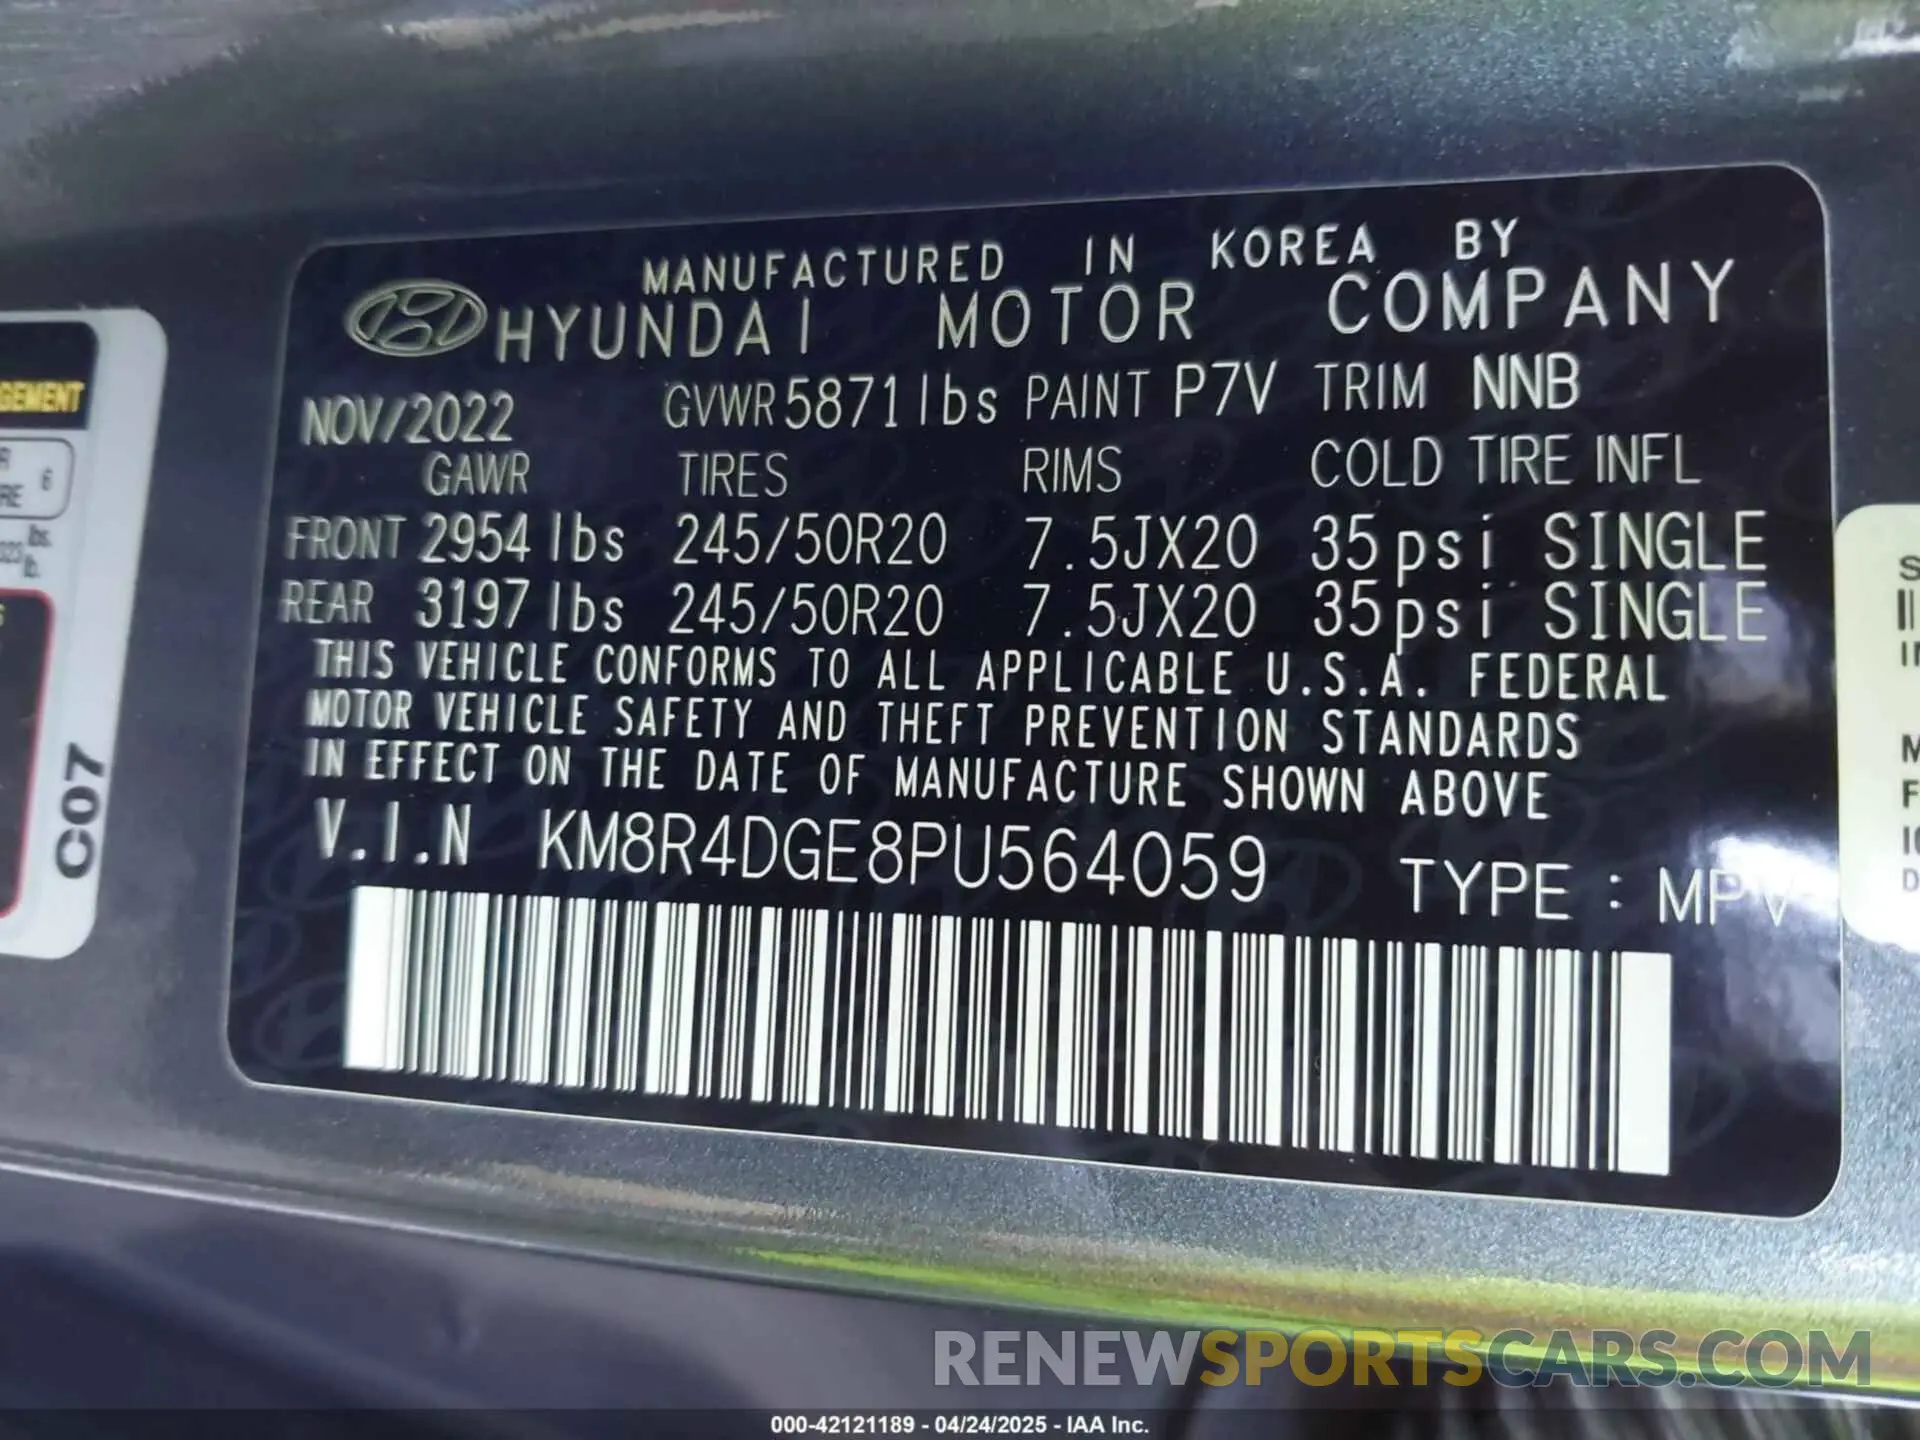 MANUFACTURED IN KOREA BY
HYUNDAI MOTOR COMPANY
NOV/2022 GVWR 5871lbs PAINT P7V TRIM NNB
GAWR TIRES RIMS COLD TIRE INFL
FRONT 2954 lbs 245/50R20 7.5JX20 35psi SINGLE
REAR 3197 lbs 245/50R20 7.5JX20 35psi SINGLE
THIS VEHICLE CONFORMS TO ALL APPLICABLE U.S.A. FEDERAL
MOTOR VEHICLE SAFETY AND THEFT PREVENTION STANDARDS
IN EFFECT ON THE DATE OF MANUFACTURE SHOWN ABOVE
V.I.N KM8R4DGE8PU564059 TYPE : MPV
C07
6
lbs.
lb.
RENEWSPORTSCARS.COM
000-42121189 - 04/24/2025 - IAA Inc.